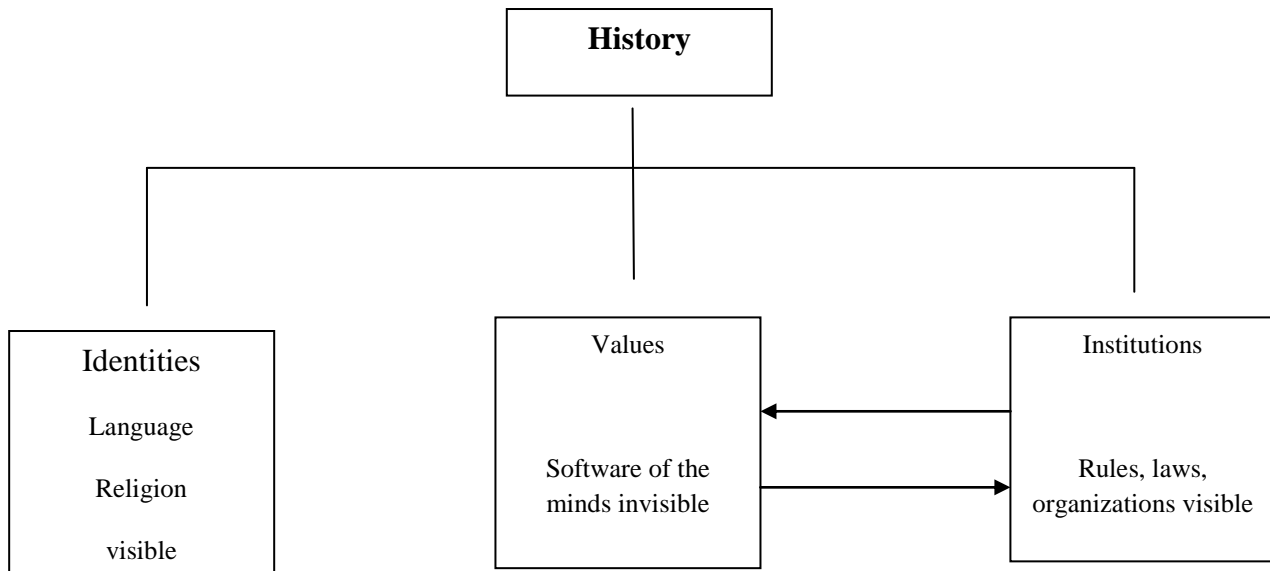 History
Identities
Language
Religion
visible
Values
Software of the
minds invisible
Institutions
Rules, laws,
organizations visible